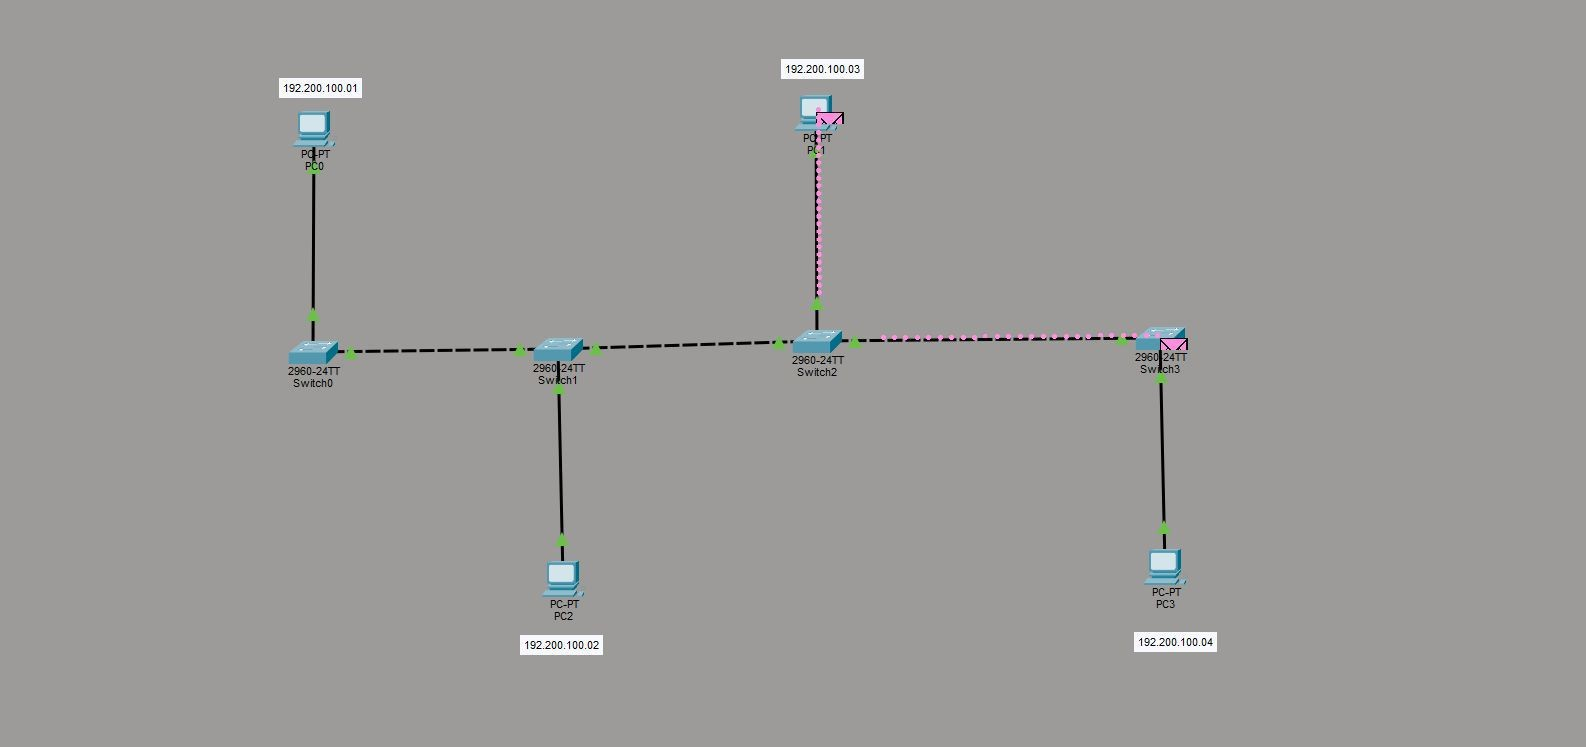 192.200.100.01
PC-PT
PC0
192.200.100.03
PC-PT
PC1
2960-24TT
Switch0
2960-24TT
Switch1
2960-24TT
Switch2
2960-24TT
Switch3
PC-PT
PC2
192.200.100.02
PC-PT
PC3
192.200.100.04